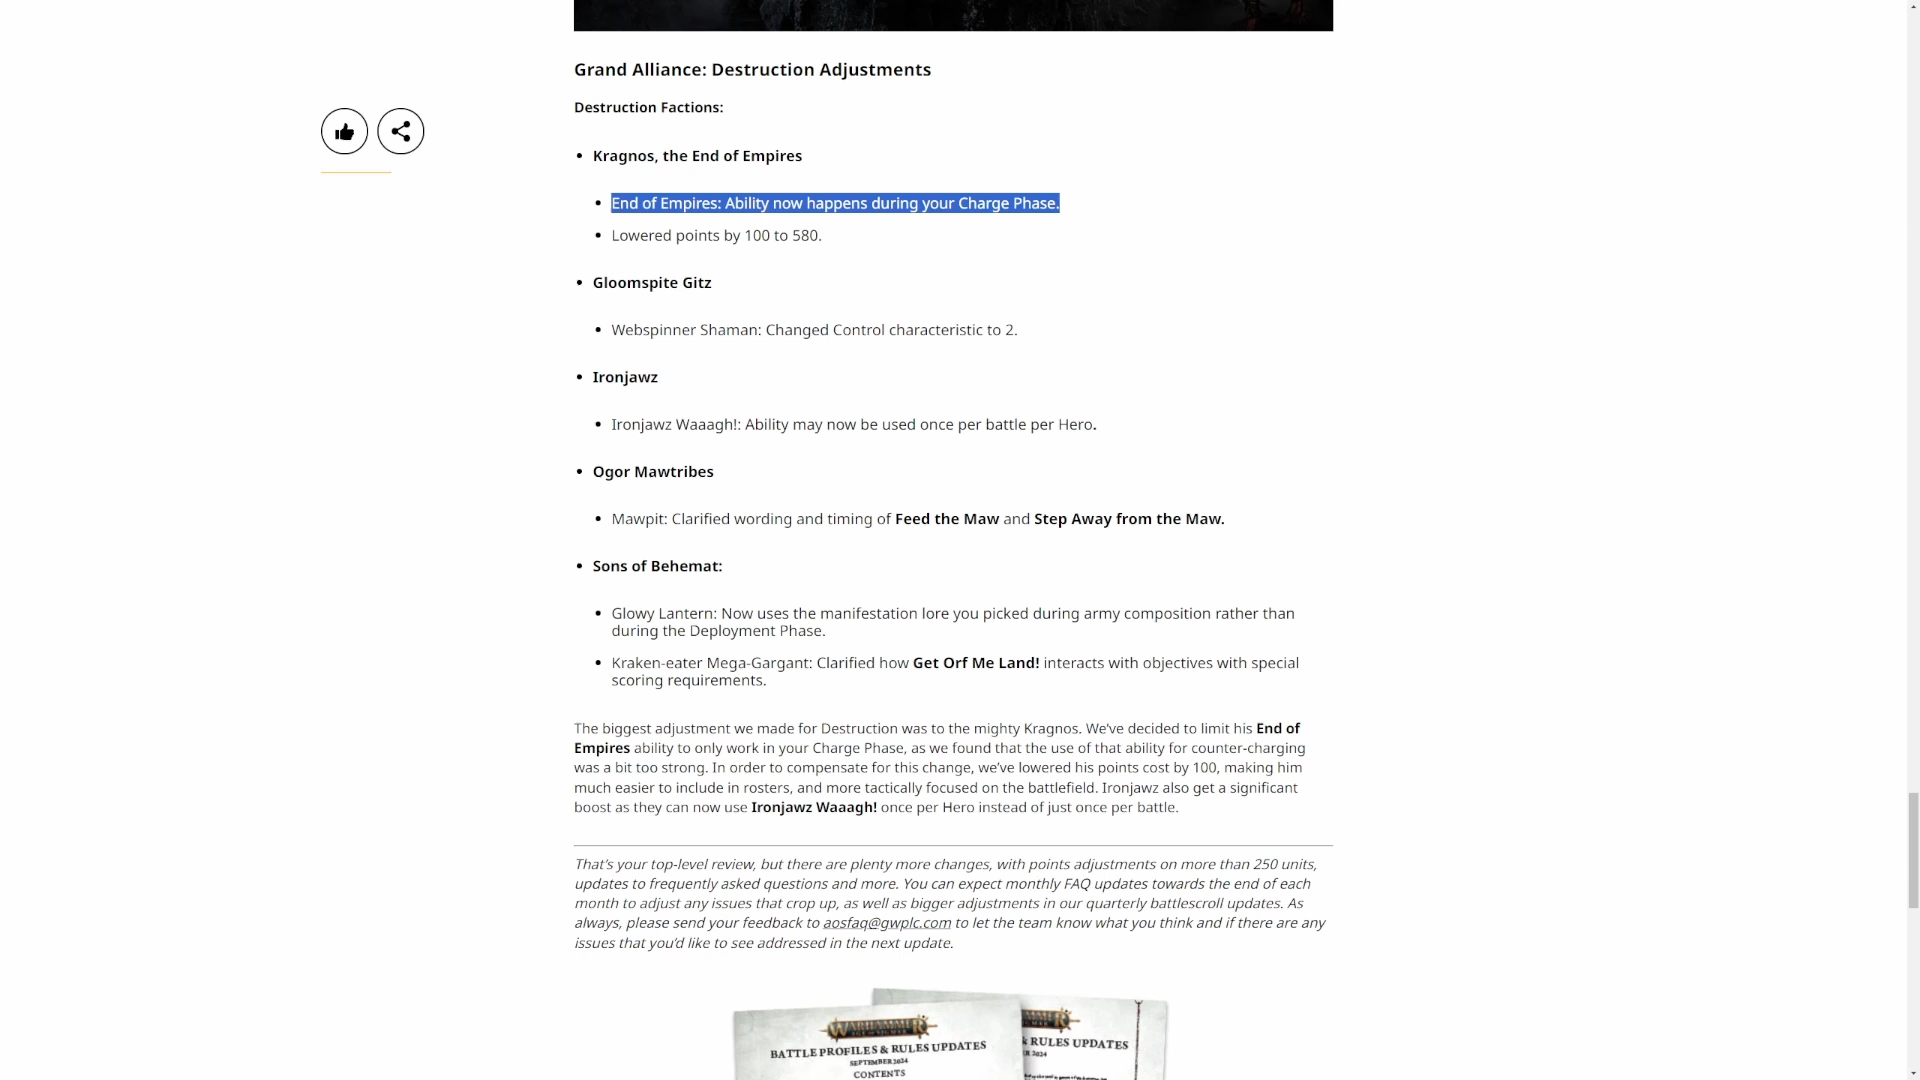 Grand Alliance: Destruction Adjustments
Destruction Factions:
• Kragnos, the End of Empires
• End of Empires: Ability now happens during your Charge Phase.
• Lowered points by 100 to 580.
• Gloomspite Gitz
• Webspinner Shaman: Changed Control characteristic to 2.
• Ironjawz
• Ironjawz Waaagh!: Ability may now be used once per battle per Hero.
• Ogor Mawtribes
• Mawpit: Clarified wording and timing of Feed the Maw and Step Away from the Maw.
• Sons of Behemat:
• Glowy Lantern: Now uses the manifestation lore you picked during army composition rather than
during the Deployment Phase.
• Kraken-eater Mega-Gargant: Clarified how Get Orf Me Land! interacts with objectives with special
scoring requirements.
The biggest adjustment we made for Destruction was to the mighty Kragnos. We’ve decided to limit his End of
Empires ability to only work in your Charge Phase, as we found that the use of that ability for counter-charging
was a bit too strong. In order to compensate for this change, we’ve lowered his points cost by 100, making him
much easier to include in rosters, and more tactically focused on the battlefield. Ironjawz also get a significant
boost as they can now use Ironjawz Waaagh! once per Hero instead of just once per battle.
That’s your top-level review, but there are plenty more changes, with points adjustments on more than 250 units,
updates to frequently asked questions and more. You can expect monthly FAQ updates towards the end of each
month to adjust any issues that crop up, as well as bigger adjustments in our quarterly battlescroll updates. As
always, please send your feedback to aosfaq@gwplc.com to let the team know what you think and if there are any
issues that you’d like to see addressed in the next update.
WARHAMMER
BATTLE PROFILES & RULES UPDATES
SEPTEMBER 2024
CONTENTS
RULES UPDATES
2024